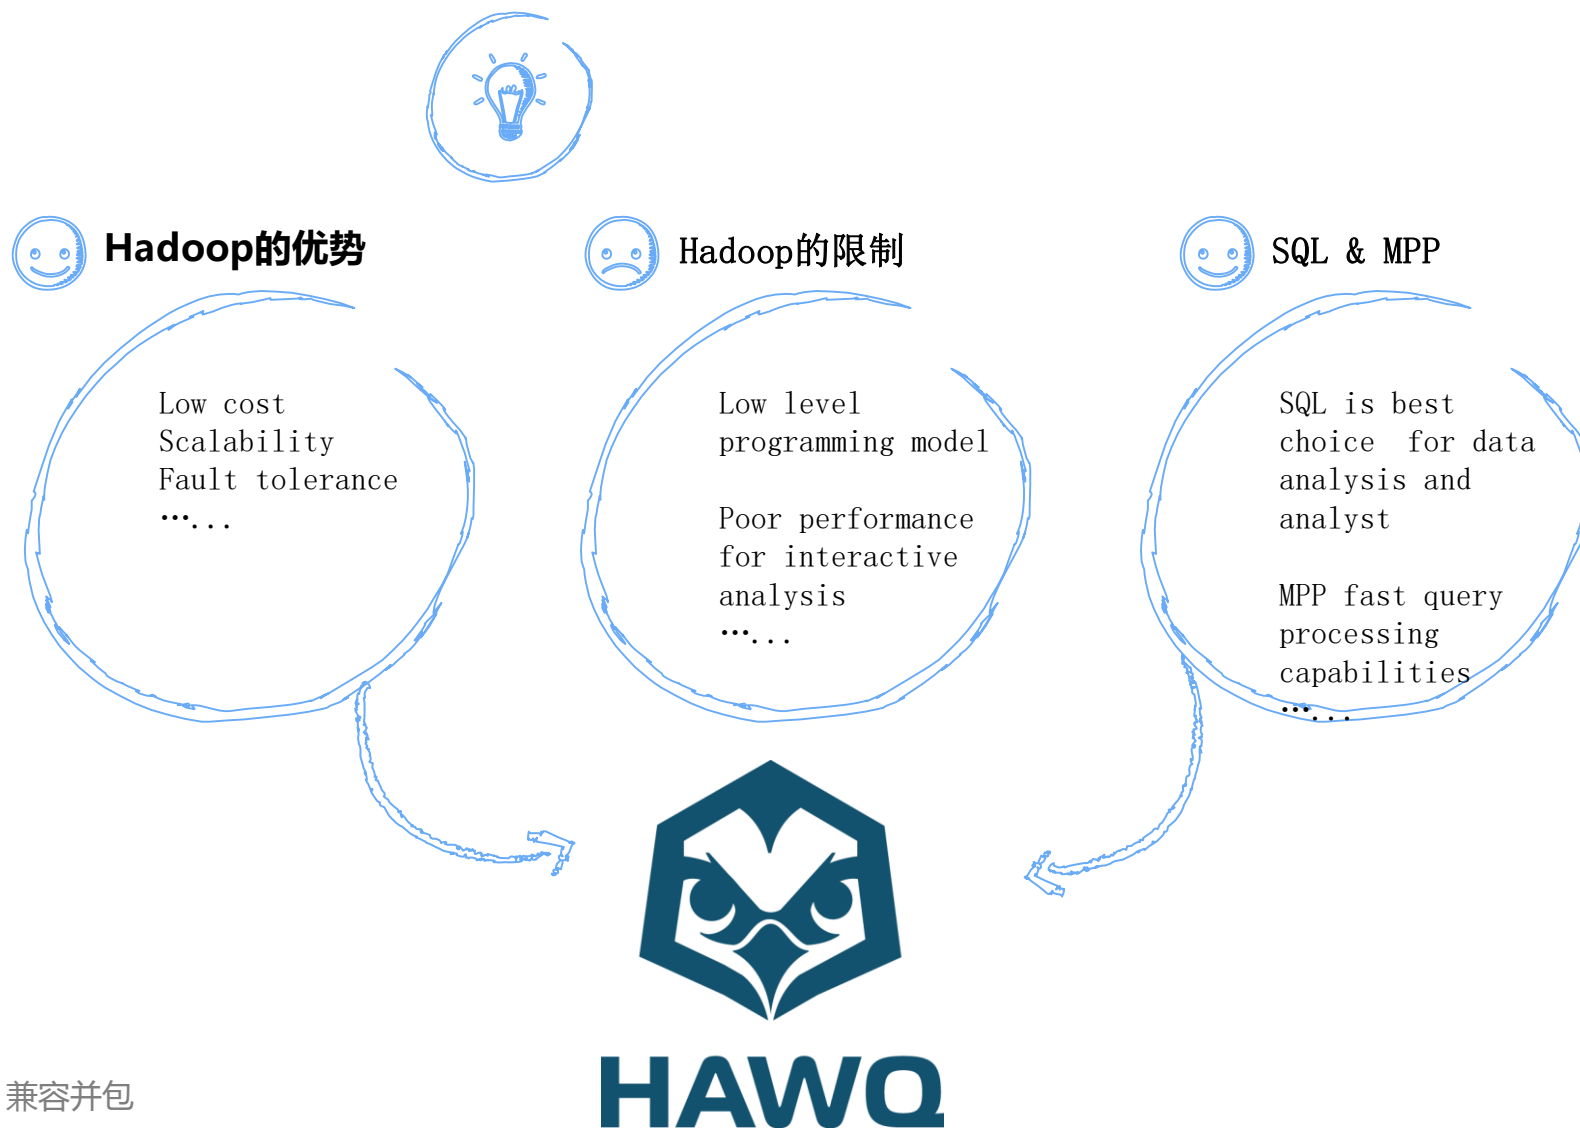 Hadoop的优势
Low cost
Scalability
Fault tolerance
…...
Hadoop的限制
Low level
programming model
Poor performance
for interactive
analysis
…...
SQL & MPP
SQL is best
choice  for data
analysis and
analyst
MPP fast query
processing
capabilities
…...
HAWQ
兼容并包